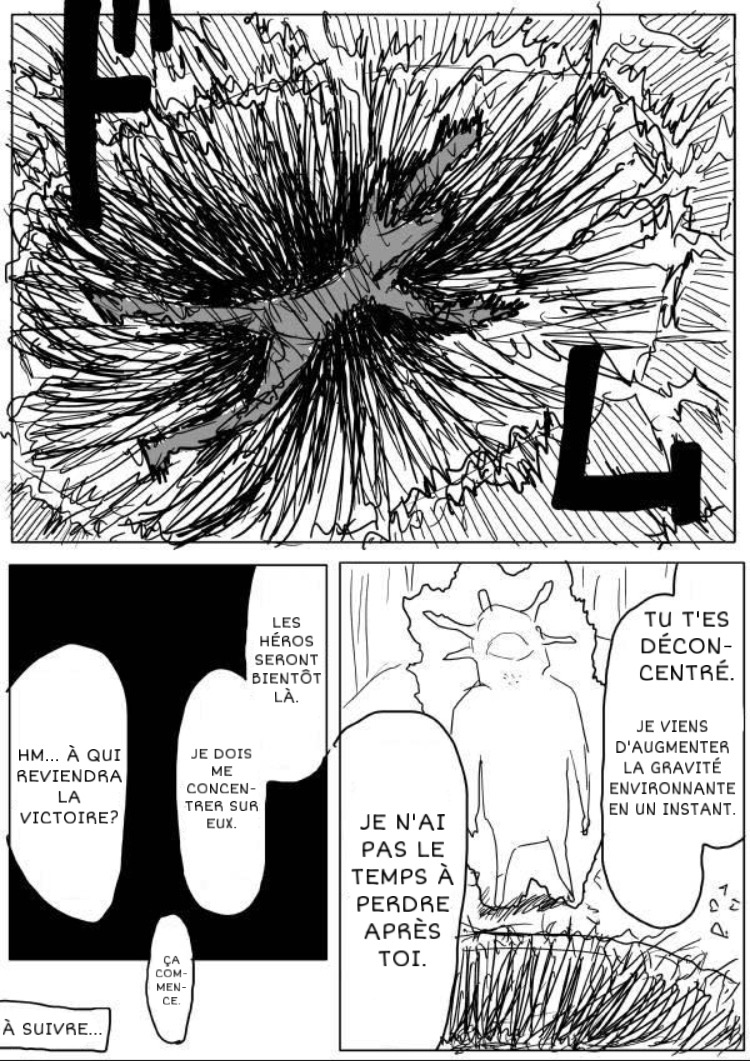 ド
ム
TU T'ES
DÉCON-
CENTRÉ.
JE VIENS
D'AUGMENTER
LA GRAVITÉ
ENVIRONNANTE
EN UN INSTANT.
JE N'AI
PAS LE
TEMPS À
PERDRE
APRÈS
TOI.
LES
HÉROS
SERONT
BIENTÔT
LÀ.
JE DOIS
ME
CONCEN-
TRER SUR
EUX.
HM... À QUI
REVIENDRA
LA
VICTOIRE?
ÇA
COM-
MEN-
CE.
À SUIVRE...